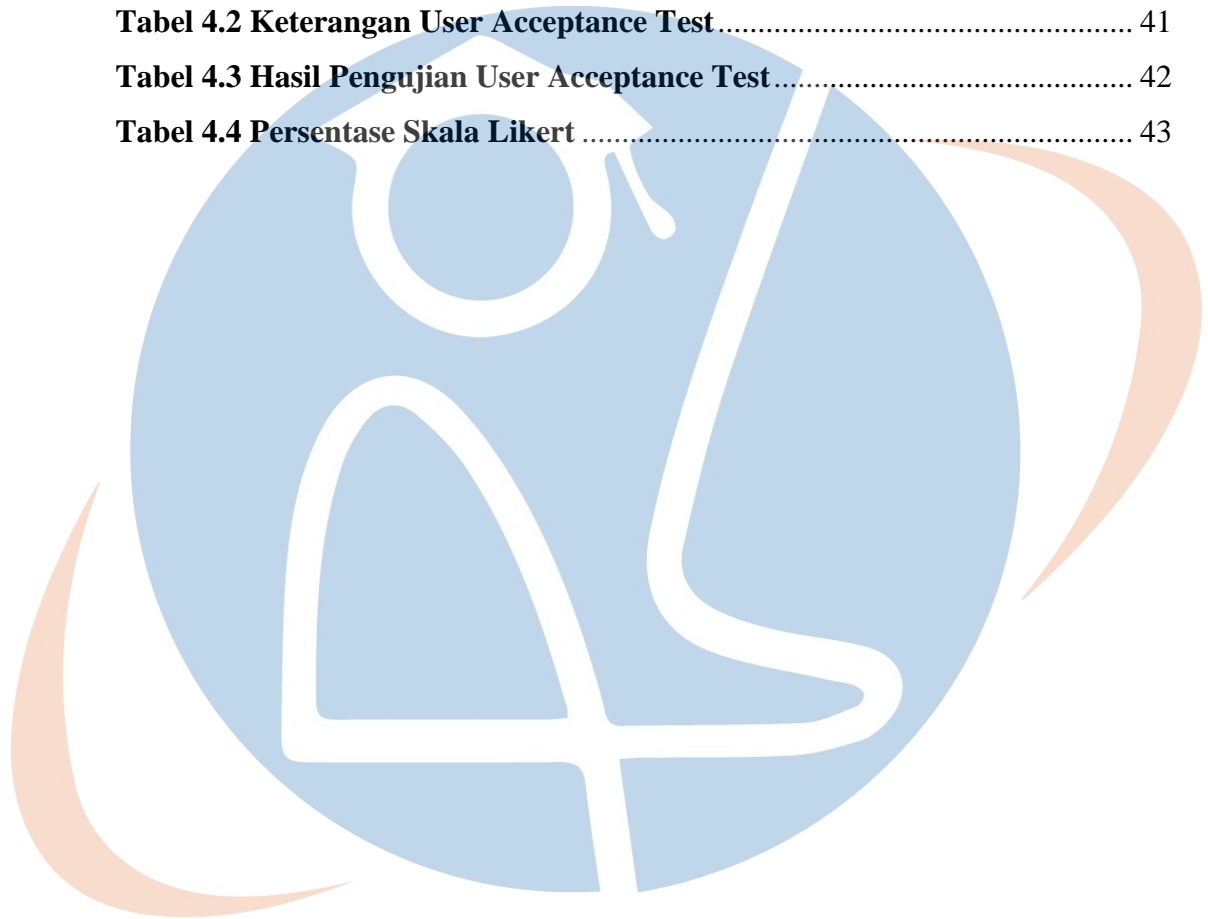 Tabel 4.2 Keterangan User Acceptance Test.................................................... 41
Tabel 4.3 Hasil Pengujian User Acceptance Test............................................. 42
Tabel 4.4 Persentase Skala Likert ..................................................................... 43